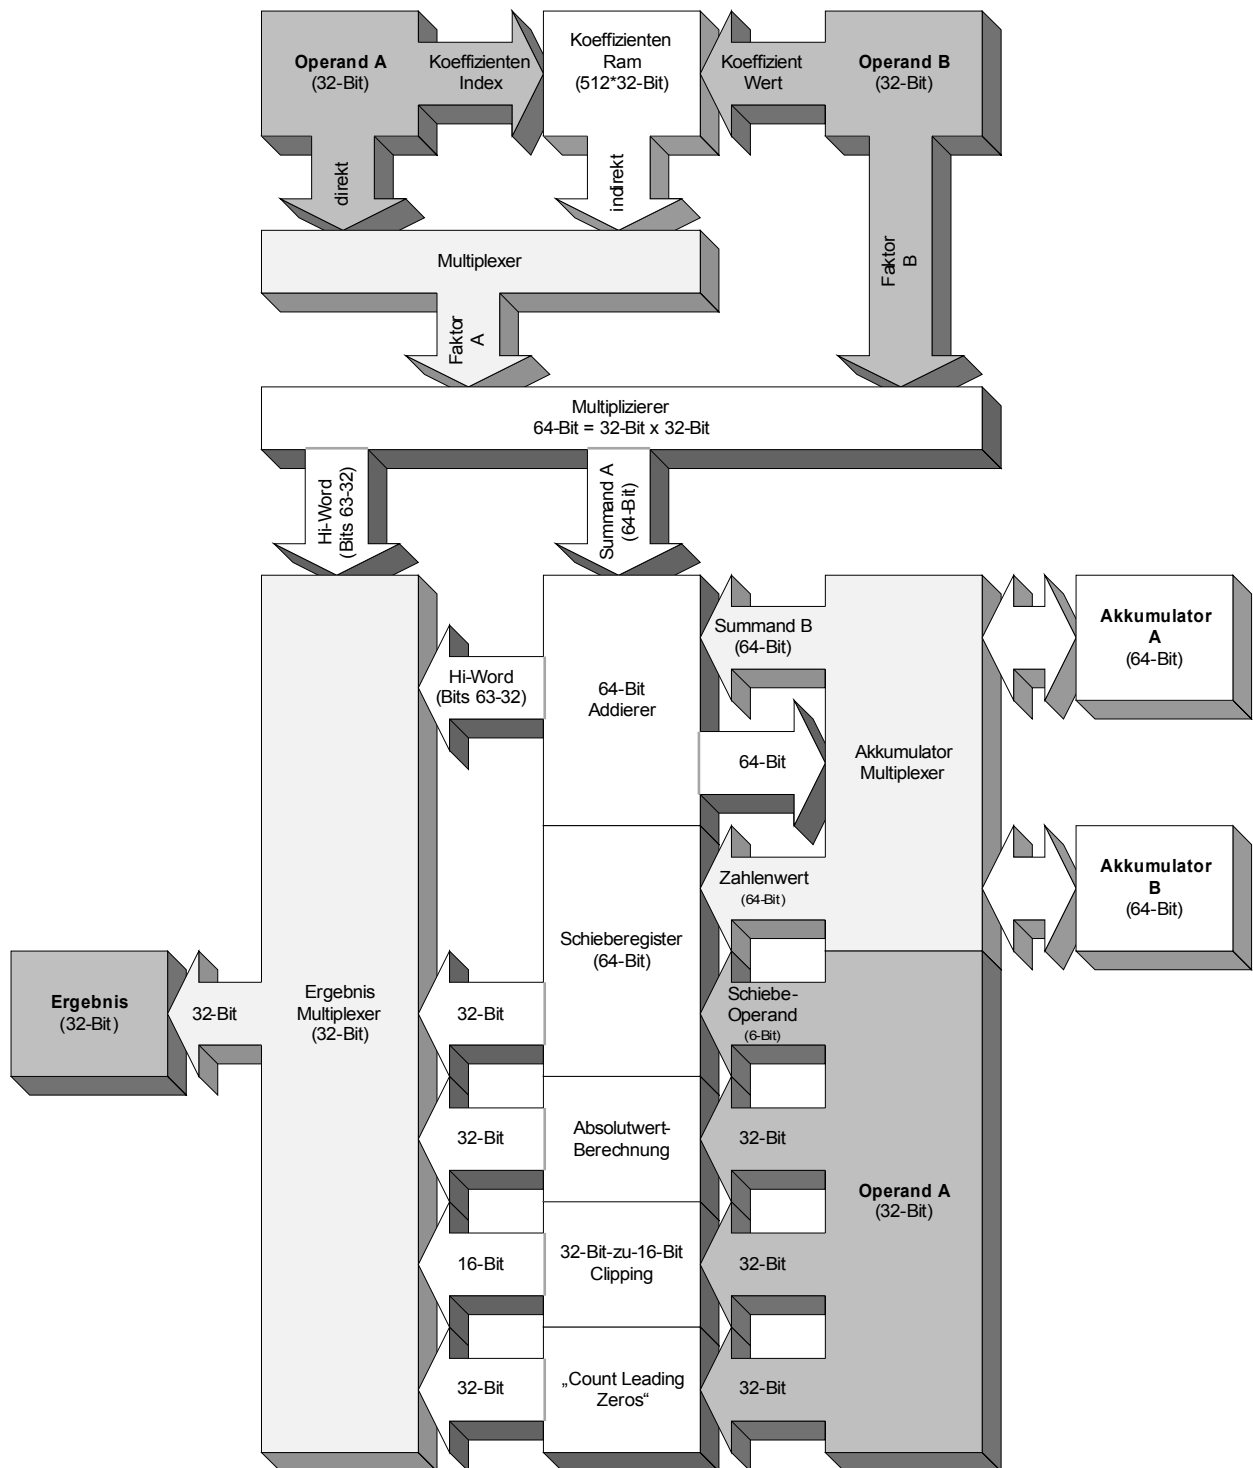 Operand A
(32-Bit)
Koeffizienten
Index
Koeffizienten
Ram
(512*32-Bit)
Koeffizient
Wert
Operand B
(32-Bit)
direkt
indirekt
Faktor
B
Multiplexer
Faktor
A
Multiplizierer
64-Bit = 32-Bit x 32-Bit
Hi-Word
(Bits 63-32)
Summand A
(64-Bit)
Summand B
(64-Bit)
Akkumulator
A
(64-Bit)
Hi-Word
(Bits 63-32)
64-Bit
Addierer
64-Bit
Akkumulator
Multiplexer
Zahlenwert
(64-Bit)
Akkumulator
B
(64-Bit)
Schieberegister
(64-Bit)
Ergebnis
(32-Bit)
32-Bit
Ergebnis
Multiplexer
(32-Bit)
32-Bit
Schiebe-
Operand
(6-Bit)
32-Bit
Absolutwert-
Berechnung
32-Bit
Operand A
(32-Bit)
16-Bit
32-Bit-zu-16-Bit
Clipping
32-Bit
32-Bit
„Count Leading
Zeros“
32-Bit